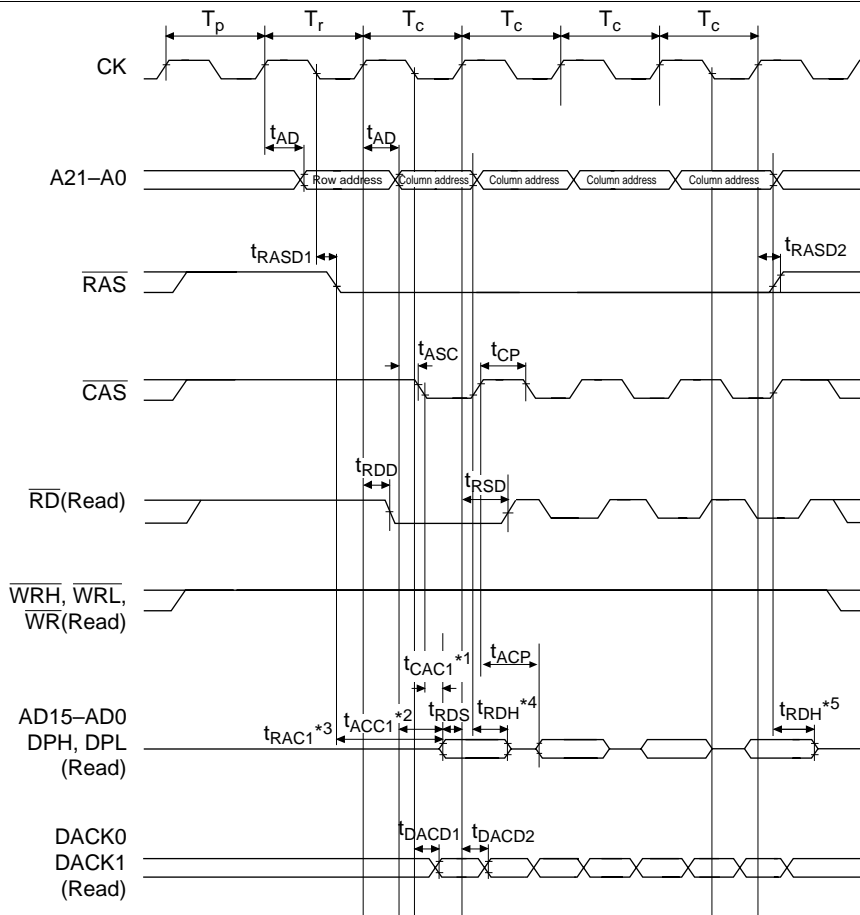 Tp Tr Tc Tc Tc Tc
CK
tAD tAD
A21–A0 Row address Column address Column address Column address Column address
tRASD1 tRASD2
RAS
tASC tCP
CAS
tRDD tRSD
RD(Read)
WRH, WRL,
WR(Read)
tCAC1*1 tACP
AD15–AD0
DPH, DPL
(Read)
tRAC1*3 tACC1*2 tRDS tRDH*4 tRDH*5
DACK0
DACK1
(Read)
tDACD1 tDACD2